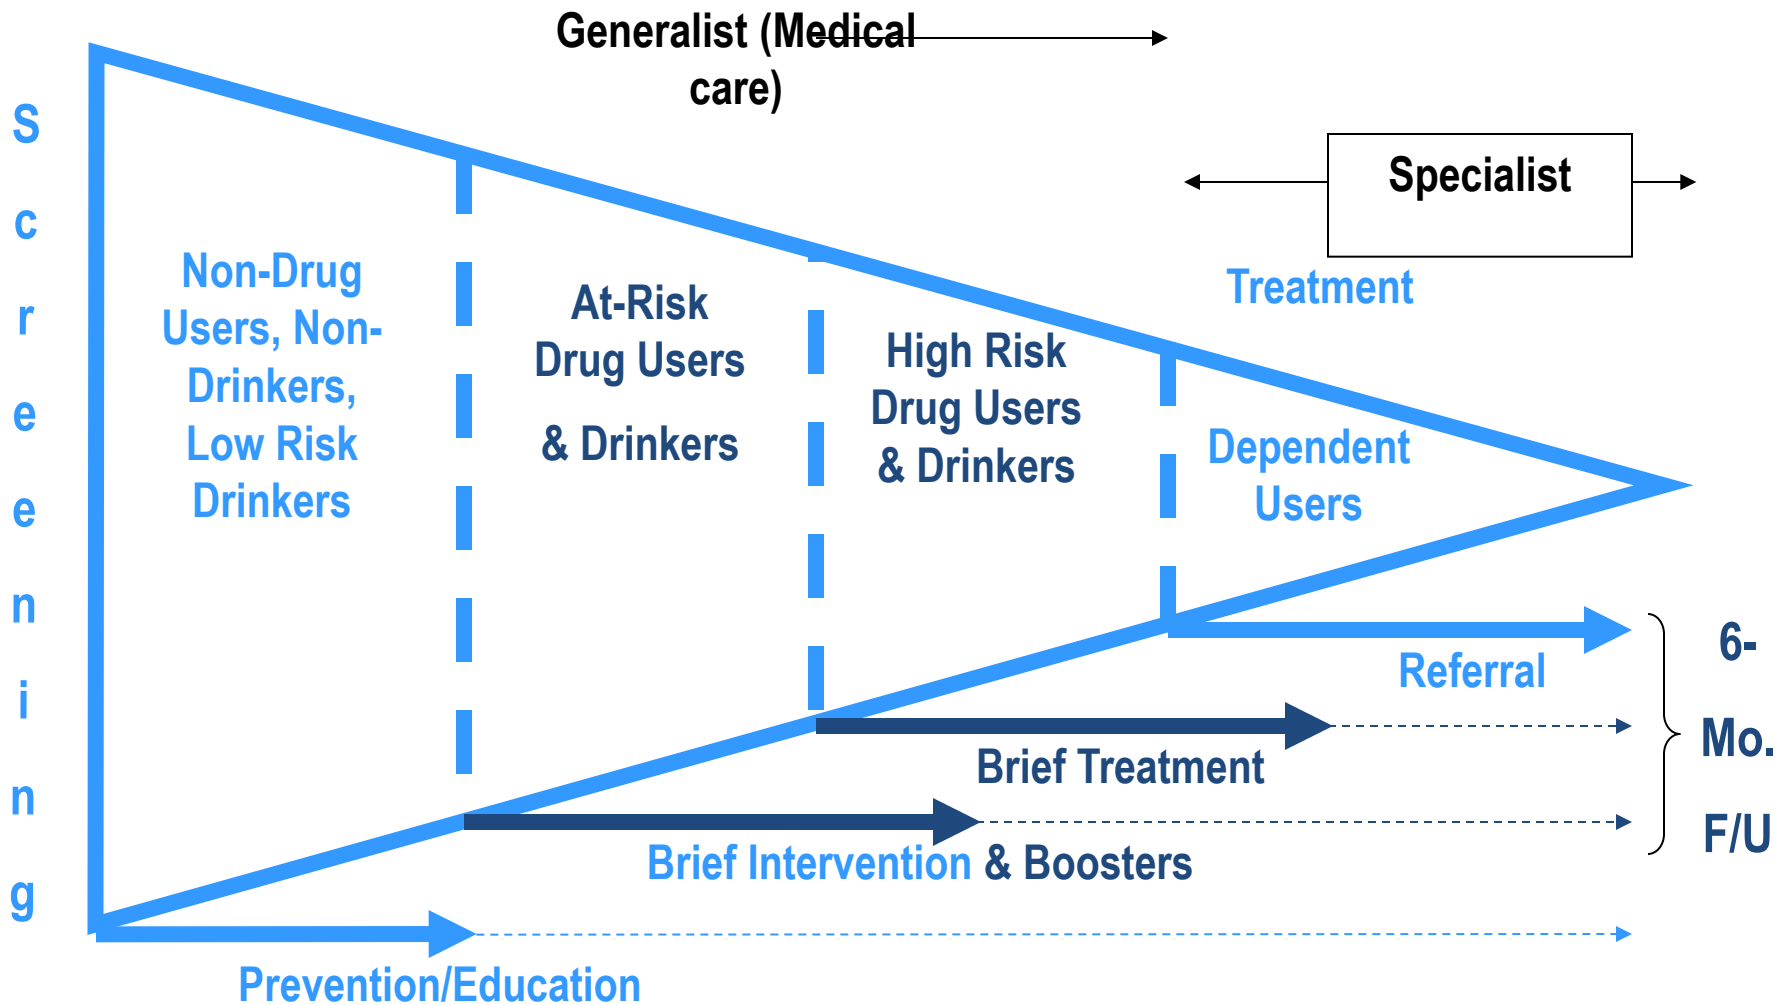 Generalist (Medical
care)
Specialist
Treatment
S
c
r
e
e
n
i
n
g
Non-Drug
Users, Non-
Drinkers,
Low Risk
Drinkers
At-Risk
Drug Users
& Drinkers
High Risk
Drug Users
& Drinkers
Dependent
Users
Referral
Brief Treatment
Brief Intervention & Boosters
Prevention/Education
6-
Mo.
F/U